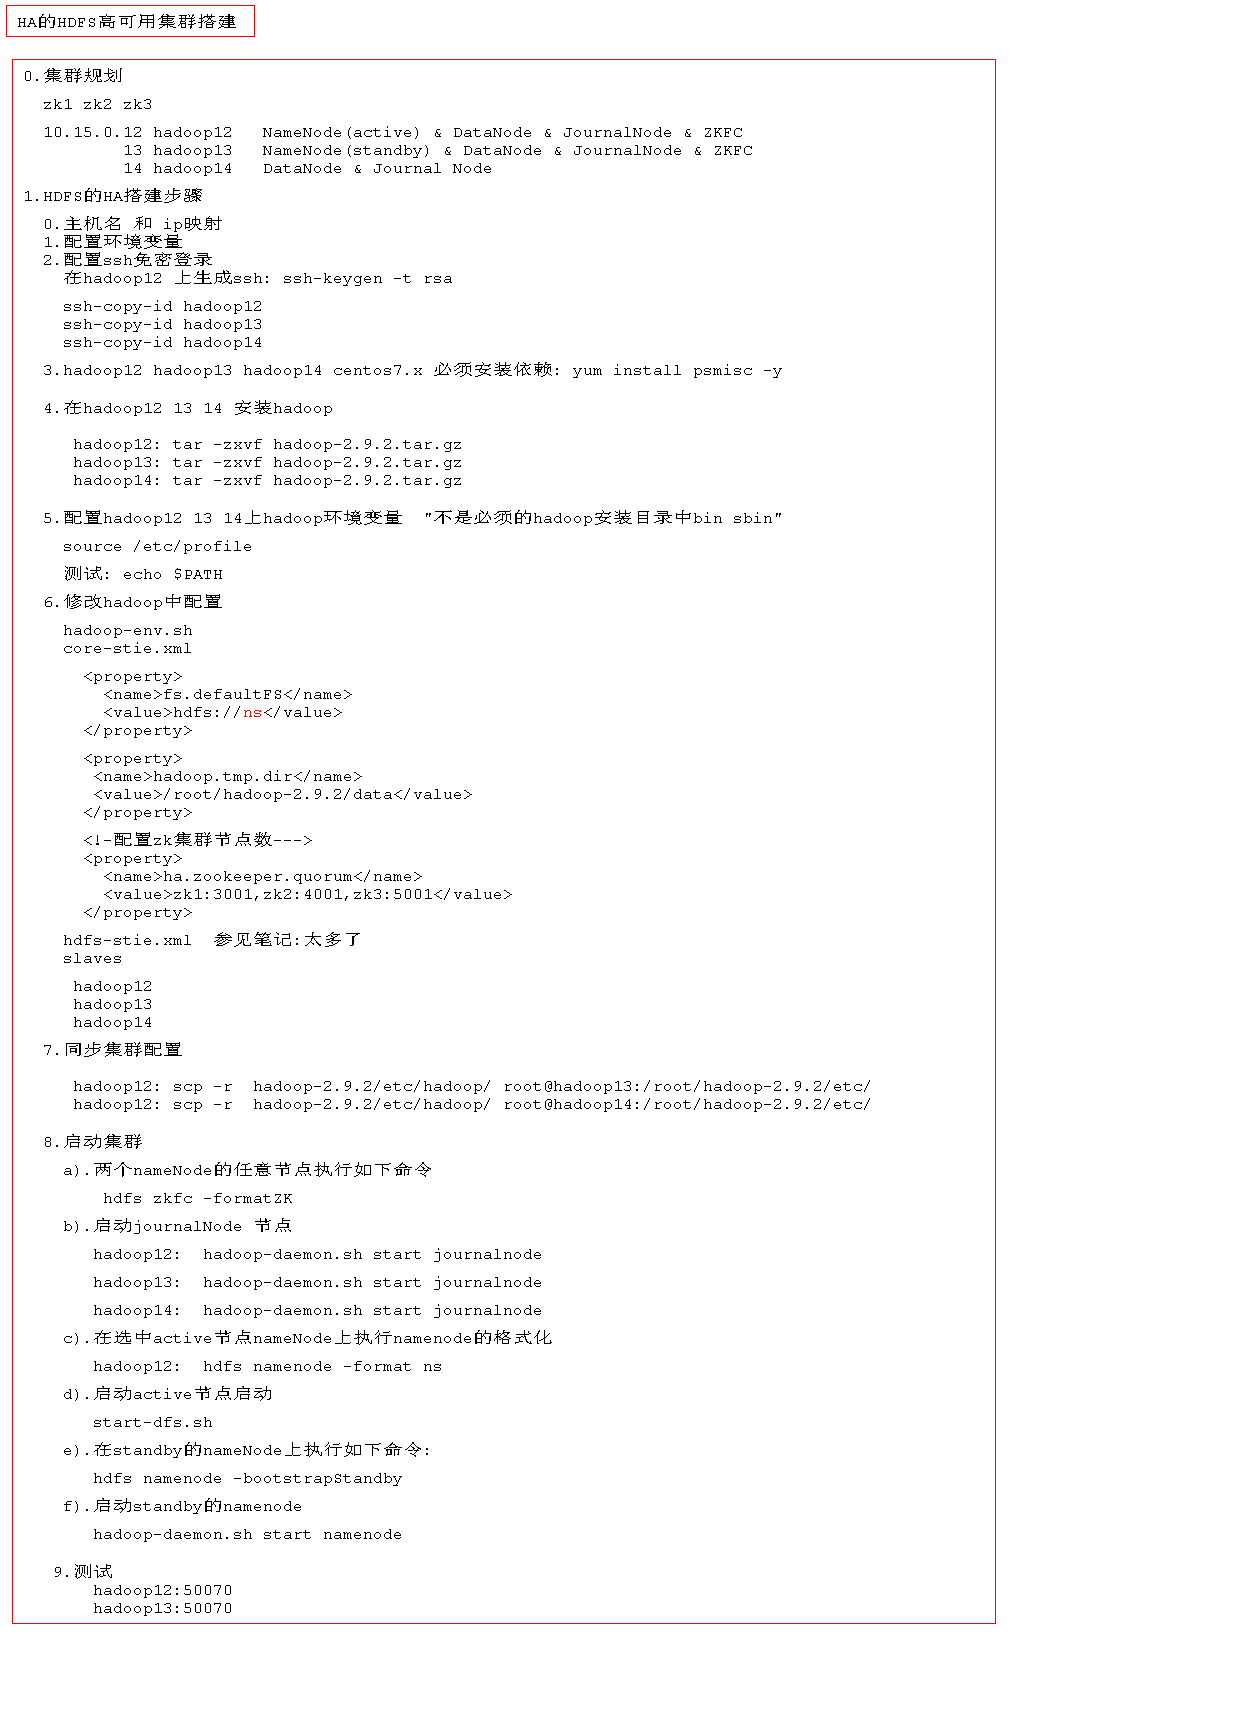 HA的HDFS高可用集群搭建
0.集群规划
zk1 zk2 zk3
10.15.0.12 hadoop12   NameNode(active) & DataNode & JournalNode & ZKFC
13 hadoop13   NameNode(standby) & DataNode & JournalNode & ZKFC
14 hadoop14   DataNode & Journal Node
1.HDFS的HA搭建步骤
0.主机名 和 ip映射
1.配置环境变量
2.配置ssh免密登录
在hadoop12 上生成ssh: ssh-keygen -t rsa
ssh-copy-id hadoop12
ssh-copy-id hadoop13
ssh-copy-id hadoop14
3.hadoop12 hadoop13 hadoop14 centos7.x 必须安装依赖: yum install psmisc -y
4.在hadoop12 13 14 安装hadoop
hadoop12: tar -zxvf hadoop-2.9.2.tar.gz
hadoop13: tar -zxvf hadoop-2.9.2.tar.gz
hadoop14: tar -zxvf hadoop-2.9.2.tar.gz
5.配置hadoop12 13 14上hadoop环境变量  "不是必须的hadoop安装目录中bin sbin"
source /etc/profile
测试: echo $PATH
6.修改hadoop中配置
hadoop-env.sh
core-stie.xml
<property>
<name>fs.defaultFS</name>
<value>hdfs://ns</value>
</property>
<property>
<name>hadoop.tmp.dir</name>
<value>/root/hadoop-2.9.2/data</value>
</property>
<!-配置zk集群节点数--->
<property>
<name>ha.zookeeper.quorum</name>
<value>zk1:3001,zk2:4001,zk3:5001</value>
</property>
hdfs-stie.xml  参见笔记:太多了
slaves
hadoop12
hadoop13
hadoop14
7.同步集群配置
hadoop12: scp -r  hadoop-2.9.2/etc/hadoop/ root@hadoop13:/root/hadoop-2.9.2/etc/
hadoop12: scp -r  hadoop-2.9.2/etc/hadoop/ root@hadoop14:/root/hadoop-2.9.2/etc/
8.启动集群
a).两个nameNode的任意节点执行如下命令
hdfs zkfc -formatZK
b).启动journalNode 节点
hadoop12:  hadoop-daemon.sh start journalnode
hadoop13:  hadoop-daemon.sh start journalnode
hadoop14:  hadoop-daemon.sh start journalnode
c).在选中active节点nameNode上执行namenode的格式化
hadoop12:  hdfs namenode -format ns
d).启动active节点启动
start-dfs.sh
e).在standby的nameNode上执行如下命令:
hdfs namenode -bootstrapStandby
f).启动standby的namenode
hadoop-daemon.sh start namenode
9.测试
hadoop12:50070
hadoop13:50070